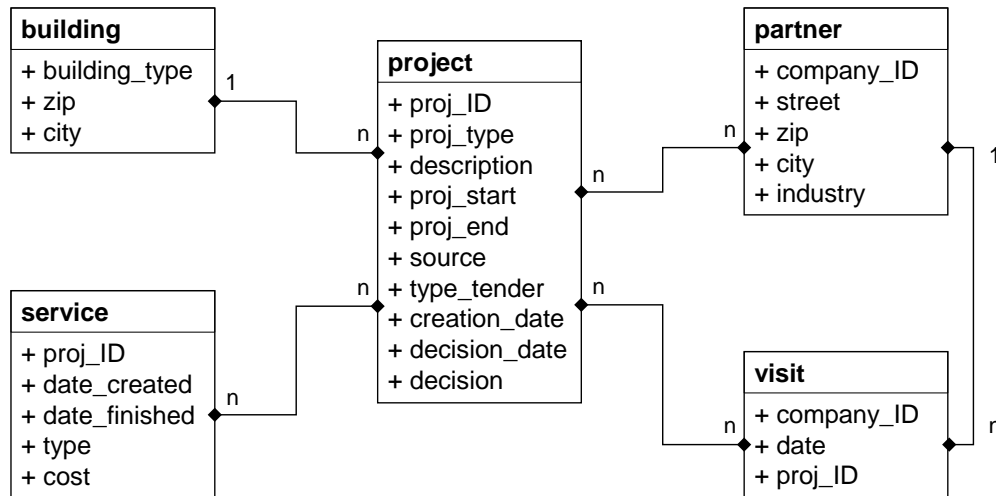 building
+ building_type
+ zip
+ city
1
n
project
+ proj_ID
+ proj_type
+ description
+ proj_start
+ proj_end
+ source
+ type_tender
+ creation_date
+ decision_date
+ decision
n
n
n
n
partner
+ company_ID
+ street
+ zip
+ city
+ industry
n
1
service
+ proj_ID
+ date_created
+ date_finished
+ type
+ cost
n
visit
+ company_ID
+ date
+ proj_ID
n